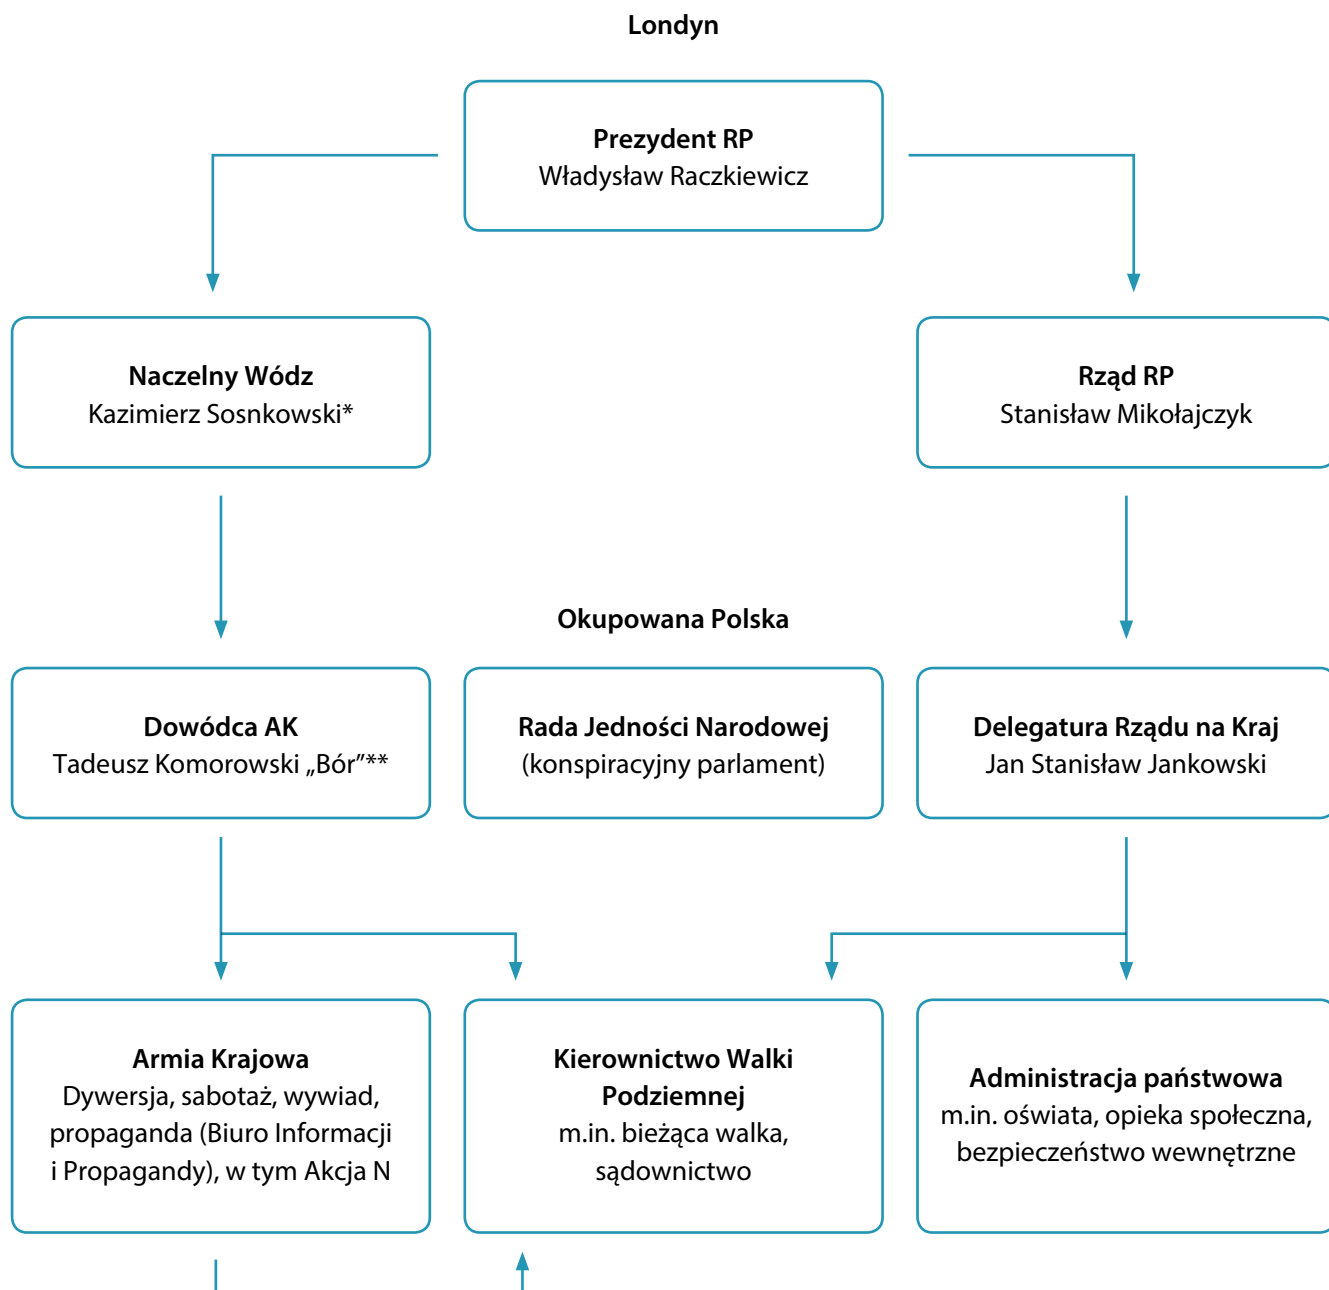 Londyn
Prezydent RP
Władysław Raczkiewicz
Naczelny Wódz
Kazimierz Sosnkowski*
Rząd RP
Stanisław Mikołajczyk
Okupowana Polska
Dowódca AK
Tadeusz Komorowski „Bór”**
Rada Jedności Narodowej
(konspiracyjny parlament)
Delegatura Rządu na Kraj
Jan Stanisław Jankowski
Armia Krajowa
Dywersja, sabotaż, wywiad,
propaganda (Biuro Informacji
i Propagandy), w tym Akcja N
Kierownictwo Walki
Podziemnej
m.in. bieżąca walka,
sądownictwo
Administracja państwowa
m.in. oświata, opieka społeczna,
bezpieczeństwo wewnętrzne